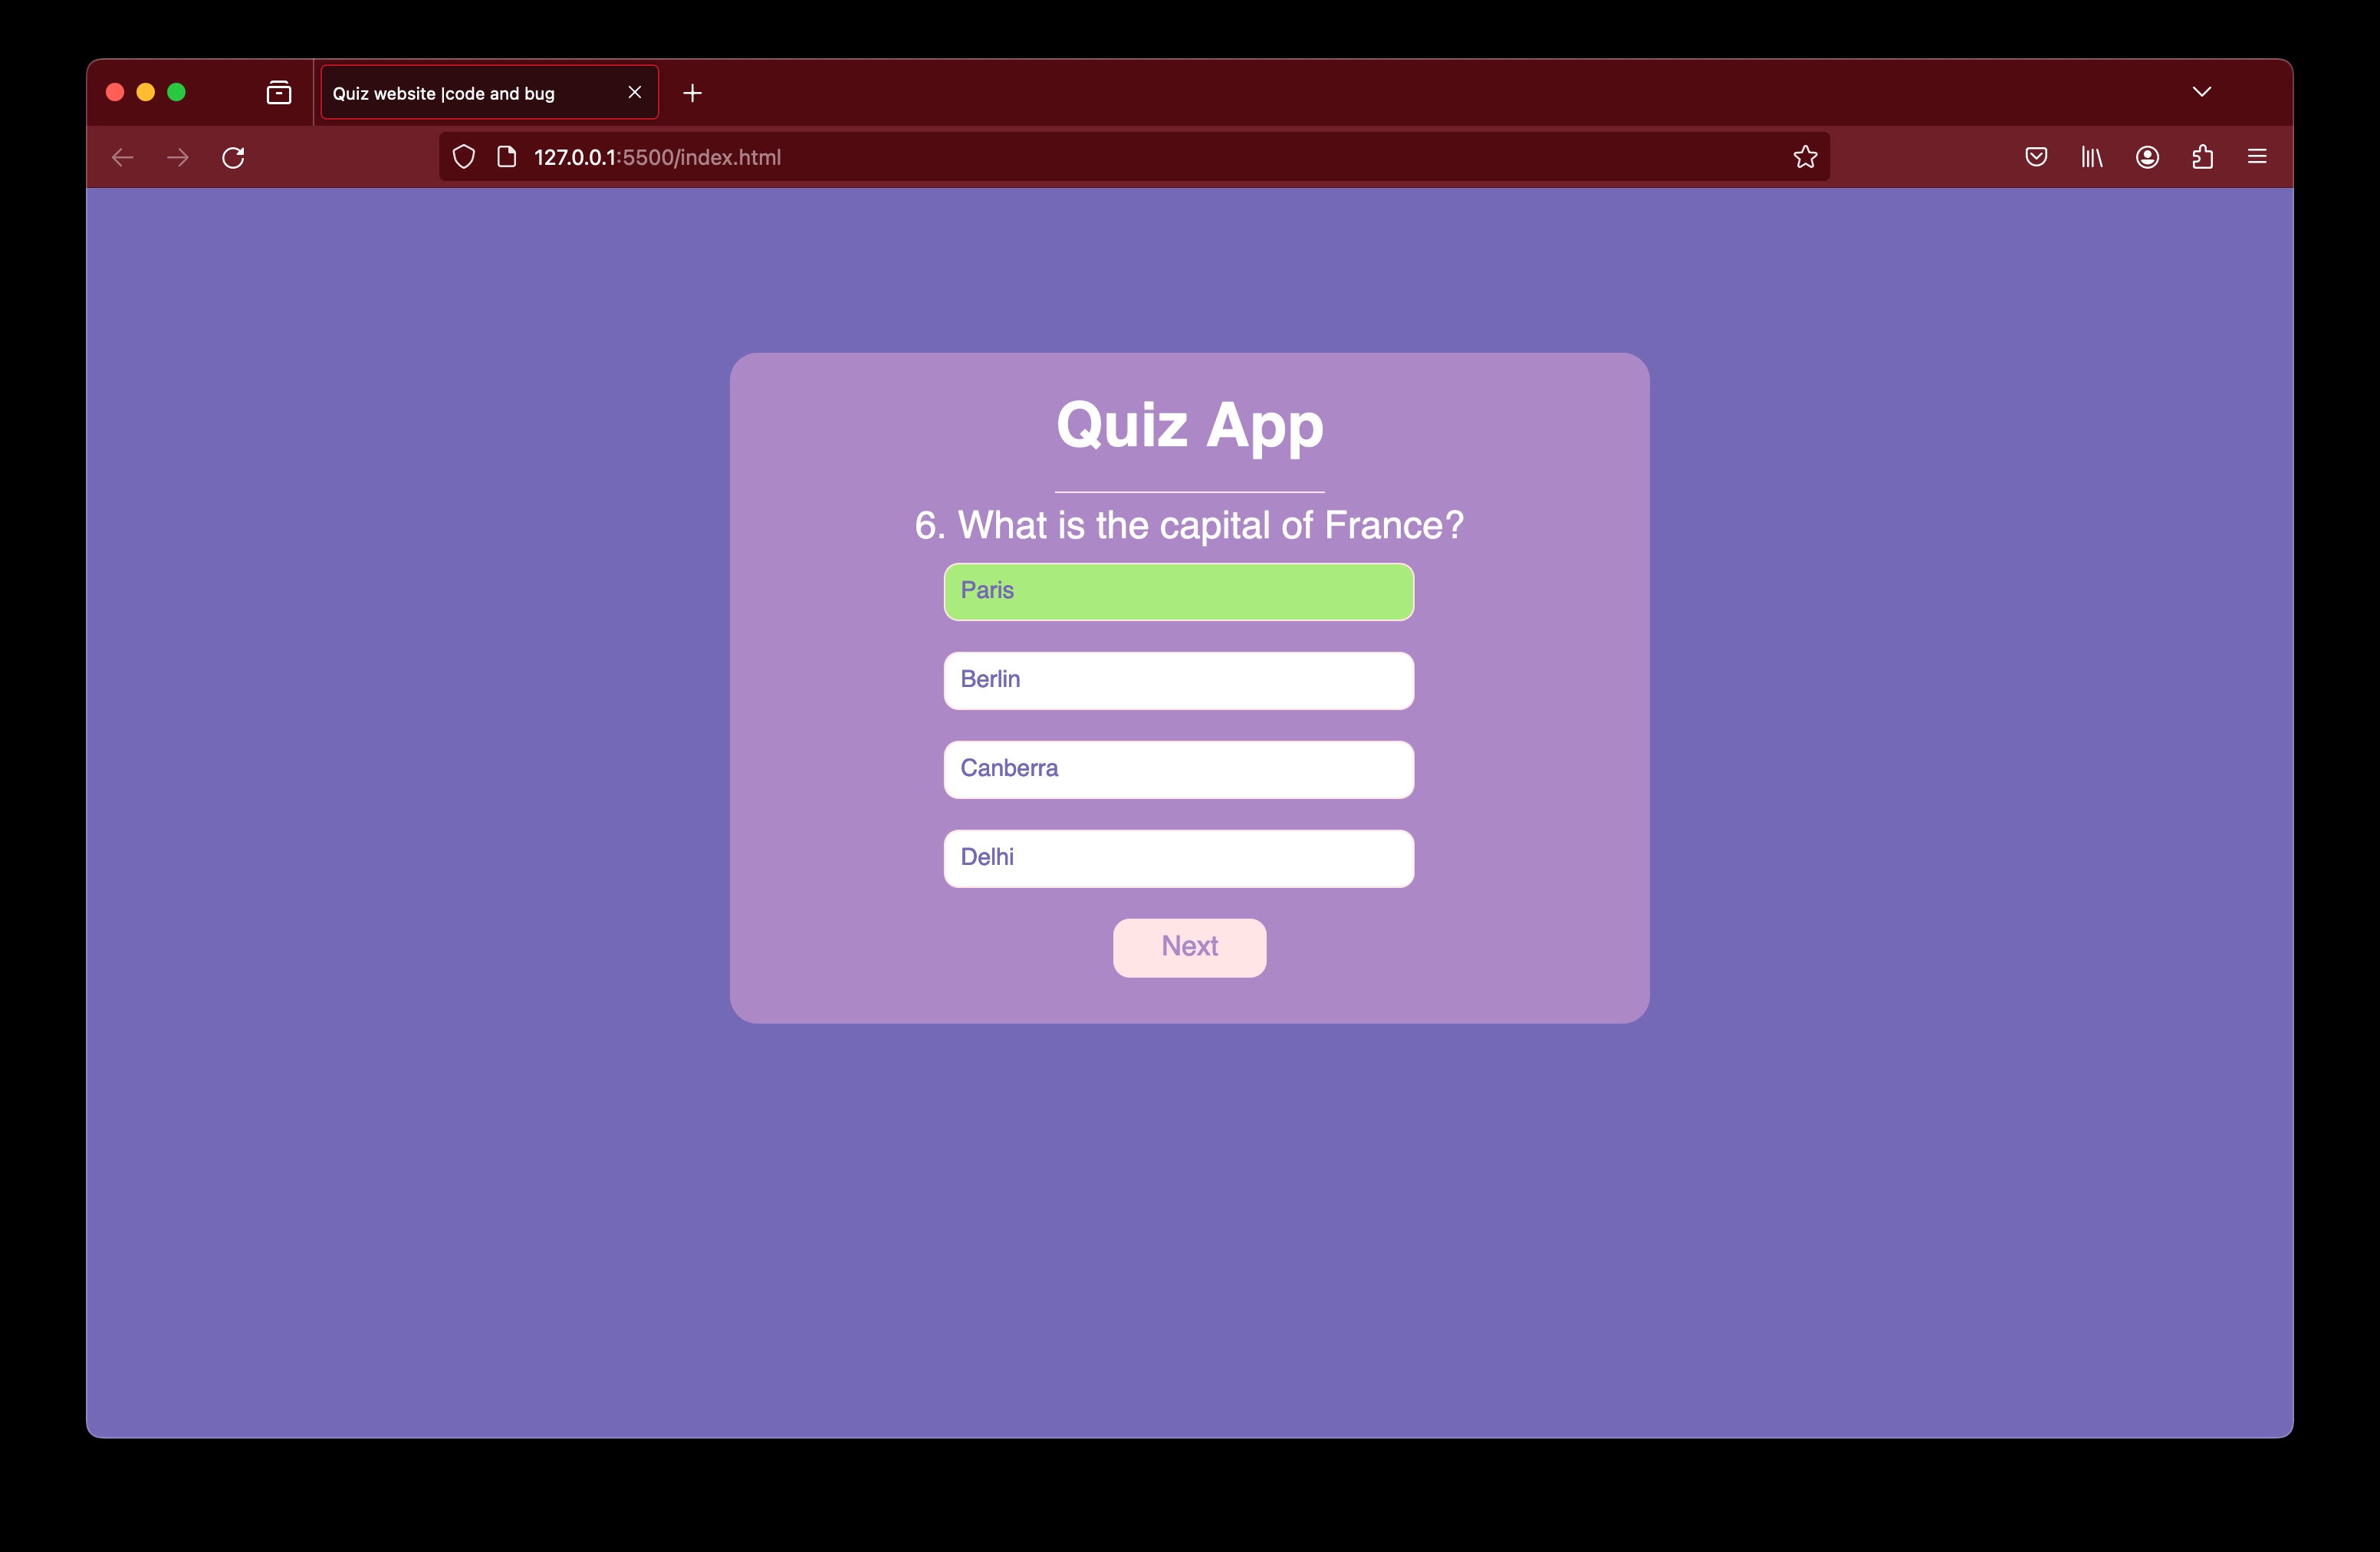 Quiz website |code and bug
127.0.0.1:5500/index.html
Quiz App
6. What is the capital of France?
Paris
Berlin
Canberra
Delhi
Next